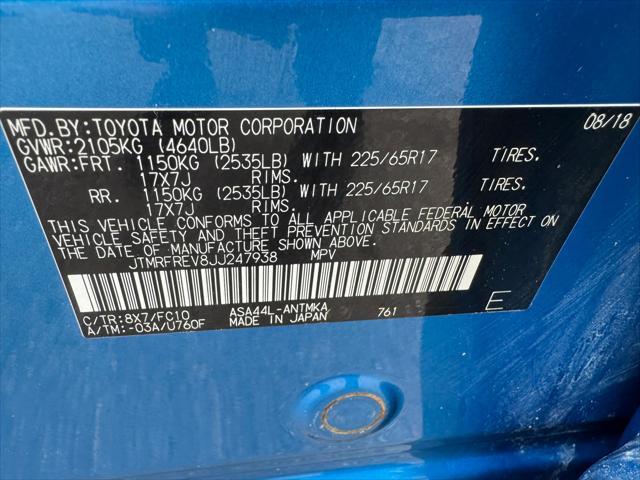 MFD.BY:TOYOTA MOTOR CORPORATION 08/18
GVWR:2105KG (4640LB)
GAWR:FRT. 1150KG (2535LB) WITH 225/65R17 TIRES.
17X7J RIMS.
RR. 1150KG (2535LB) WITH 225/65R17 TIRES.
17X7J RIMS.
THIS VEHICLE CONFORMS TO ALL APPLICABLE FEDERAL MOTOR
VEHICLE SAFETY AND THEFT PREVENTION STANDARDS IN EFFECT ON
THE DATE OF MANUFACTURE SHOWN ABOVE.
JTMRFREV8JJ247938 MPV
C/TR:8X7/FC10 ASA44L-ANTMKA 761 E
A/TM:-03A/U760F MADE IN JAPAN